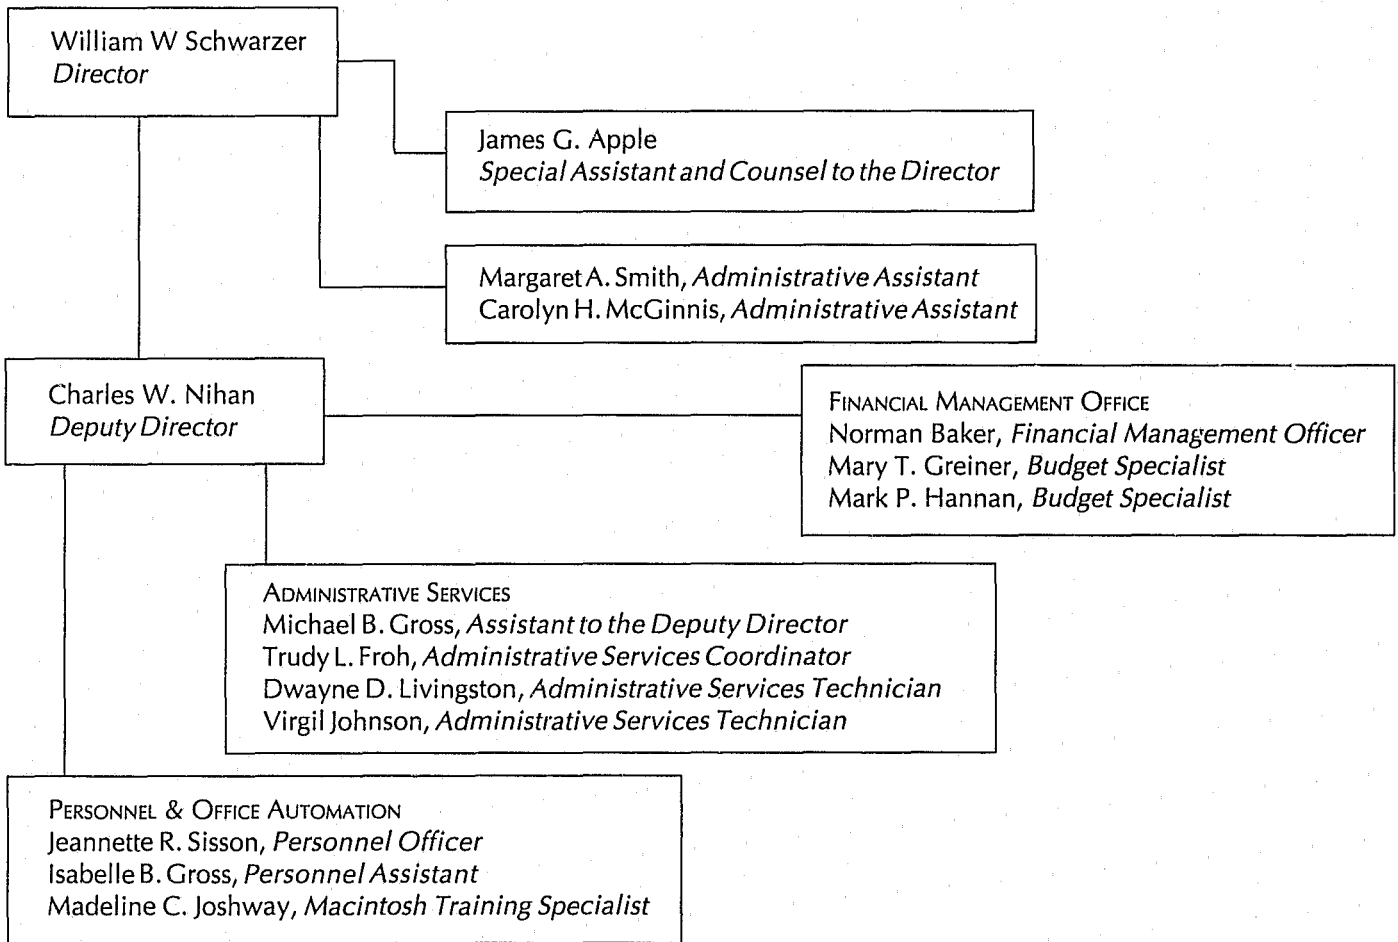 William W Schwarzer
Director
James G. Apple
Special Assistant and Counsel to the Director
Margaret A. Smith, Administrative Assistant
Carolyn H. McGinnis, Administrative Assistant
Charles W. Nihan
Deputy Director
FINANCIAL MANAGEMENT OFFICE
Norman Baker, Financial Management Officer
Mary T. Greiner, Budget Specialist
Mark P. Hannan, Budget Specialist
ADMINISTRATIVE SERVICES
Michael B. Gross, Assistant to the Deputy Director
Trudy L. Froh, Administrative Services Coordinator
Dwayne D. Livingston, Administrative Services Technician
Virgil Johnson, Administrative Services Technician
PERSONNEL & OFFICE AUTOMATION
Jeannette R. Sisson, Personnel Officer
Isabelle B. Gross, Personnel Assistant
Madeline C. Joshway, Macintosh Training Specialist